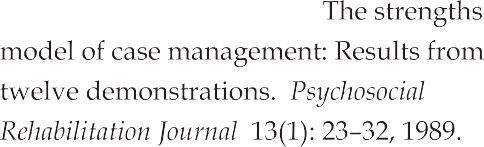 The strengths
model of case management: Results from
twelve demonstrations. Psychosocial
Rehabilitation Journal 13(1): 23–32, 1989.